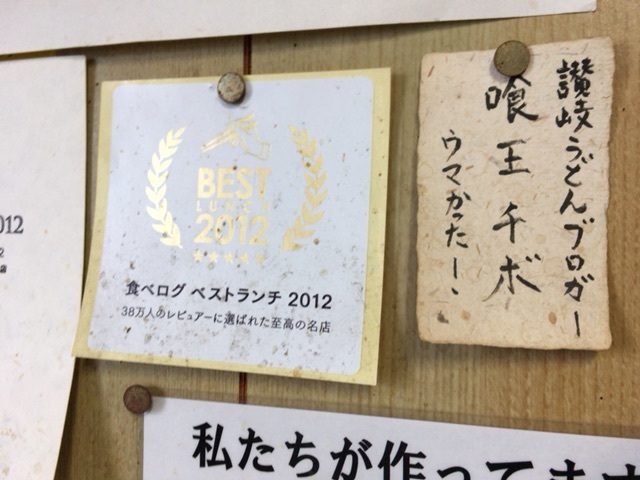 BEST
LUNCH
2012
★★★★★
食べログ ベストランチ 2012
38万人のレビュアーに選ばれた至高の名店
讃岐うどんブロガー
喰王チボ
ウマかったー、
012
2
私たちが作ってます